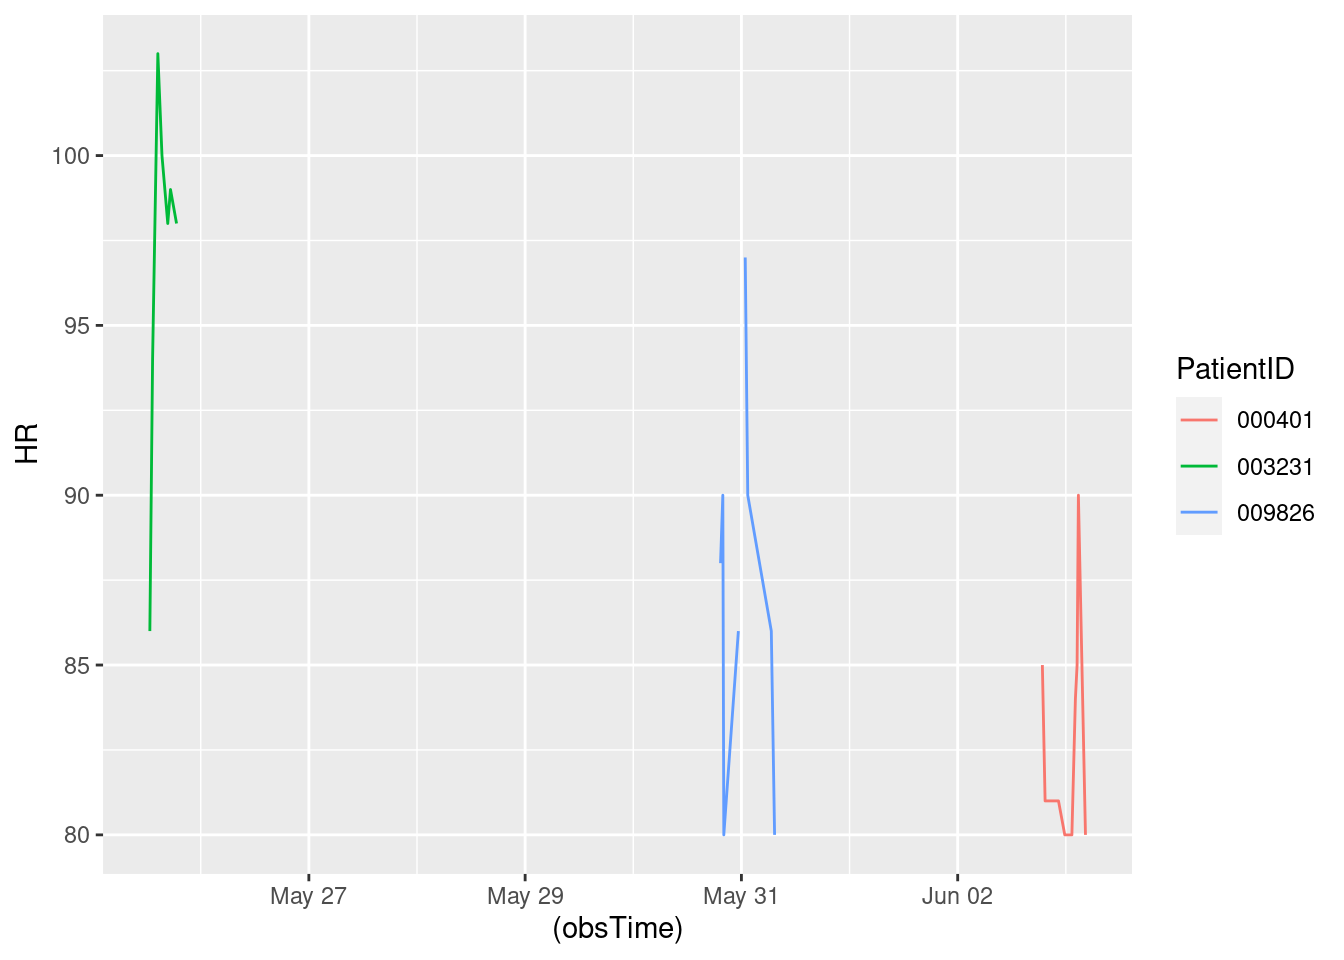 100
95
90
85
80
HR
May 27
May 29
May 31
Jun 02
(obsTime)
PatientID
000401
003231
009826